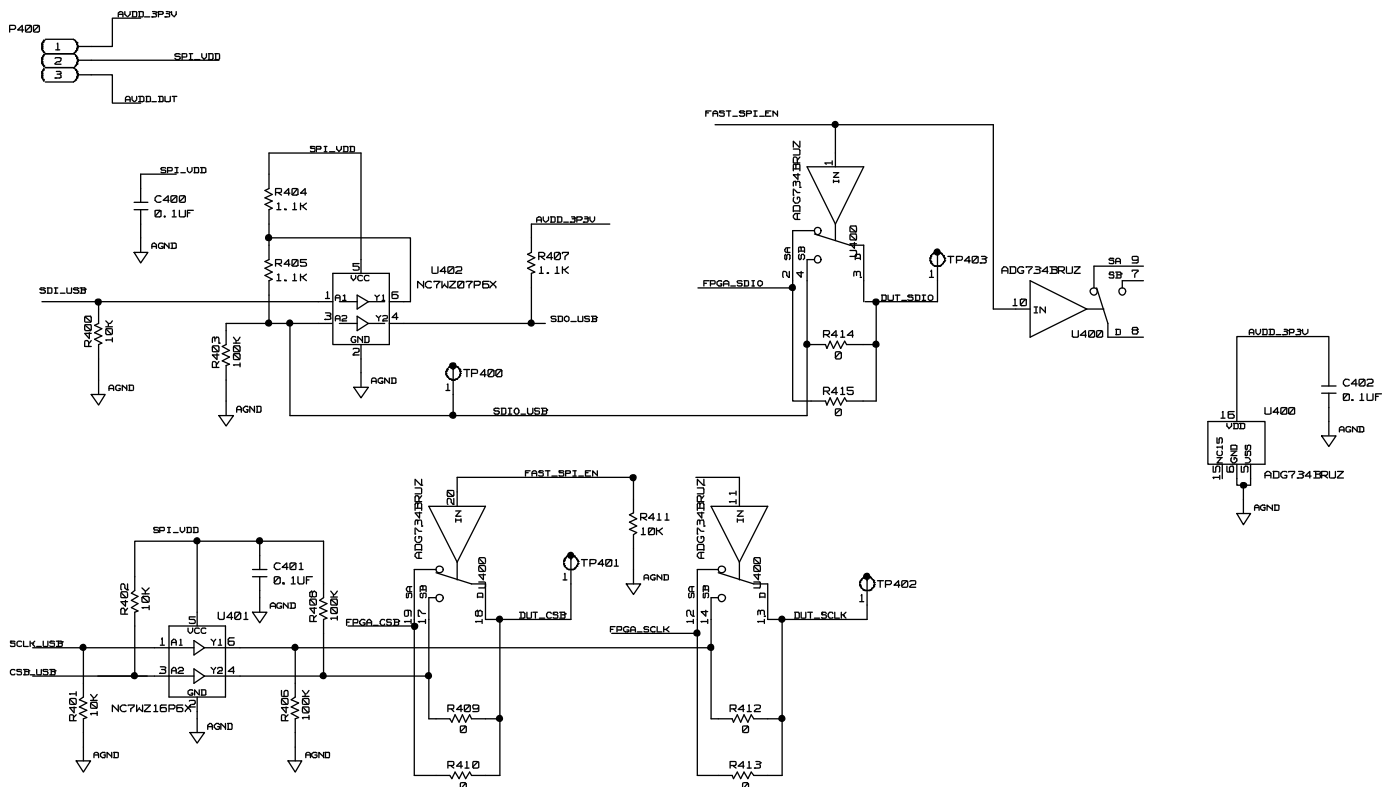 AVDD_3P3V
P400
1
2
3
SPI_VDD
AVDD_DUT
FAST_SPI_EN
SPI_VDD
C400
0.1UF
AGND
SPI_VDD
R404
1.1K
R405
1.1K
5
VCC
U402
NC7WZ07P6X
AVDD_3P3V
R407
1.1K
SDI_USB
1 A1 Y1 6
3 A2 Y2 4
GND
2
SDO_USB
R400
10K
AGND
R403
100K
AGND
AGND
TP400
1
SDIO_USB
ADG734BRUZ
1
IN
U400
SA
SB
D
2
4
3
FPGA_SDIO
DUT_SDIO
TP403
1
R414
0
R415
0
ADG734BRUZ
10
IN
SA 9
SB 7
D 8
U400
AVDD_3P3V
C402
0.1UF
AGND
U400
16
VDD
NC15
GND
VSS
15
6
5
ADG734BRUZ
AGND
SPI_VDD
R402
10K
C401
0.1UF
AGND
R408
100K
U401
5
VCC
SCLK_USB
1 A1 Y1 6
CSB_USB
3 A2 Y2 4
GND
2
NC7WZ16P6X
AGND
R401
10K
AGND
R406
100K
AGND
FAST_SPI_EN
ADG734BRUZ
20
IN
U400
SA
SB
D
19
17
18
FPGA_CSB
DUT_CSB
TP401
1
R411
10K
AGND
R409
0
R410
0
ADG734BRUZ
11
IN
U400
SA
SB
D
12
14
13
FPGA_SCLK
DUT_SCLK
TP402
1
R412
0
R413
0